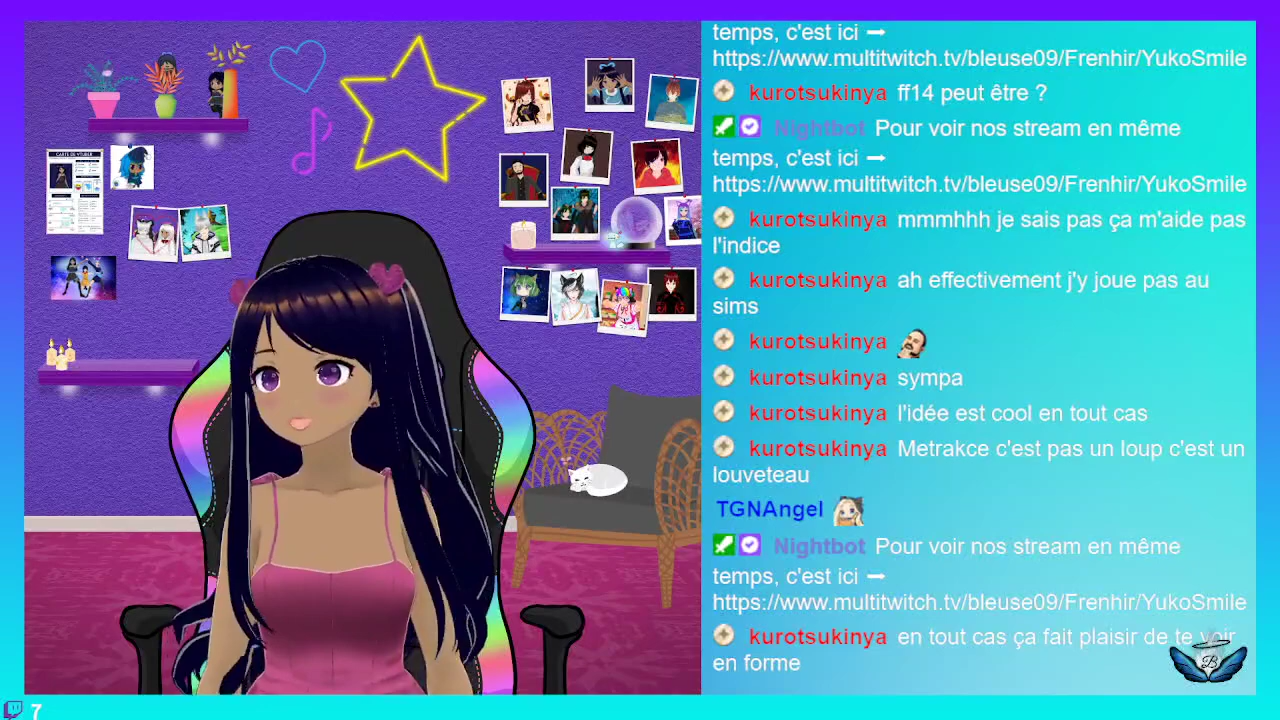 temps, c'est ici ➞
https://www.multitwitch.tv/bleuse09/Frenhir/YukoSmile
kurotsukinya ff14 peut être ?
Nightbot Pour voir nos stream en même
temps, c'est ici ➞
https://www.multitwitch.tv/bleuse09/Frenhir/YukoSmile
kurotsukinya mmmhhh je sais pas ça m'aide pas
l'indice
kurotsukinya ah effectivement j'y joue pas au
sims
kurotsukinya
kurotsukinya sympa
kurotsukinya l'idée est cool en tout cas
kurotsukinya Metrakce c'est pas un loup c'est un
louveteau
TGNAngel
Nightbot Pour voir nos stream en même
temps, c'est ici ➞
https://www.multitwitch.tv/bleuse09/Frenhir/YukoSmile
kurotsukinya en tout cas ça fait plaisir de te voir
en forme
B
7